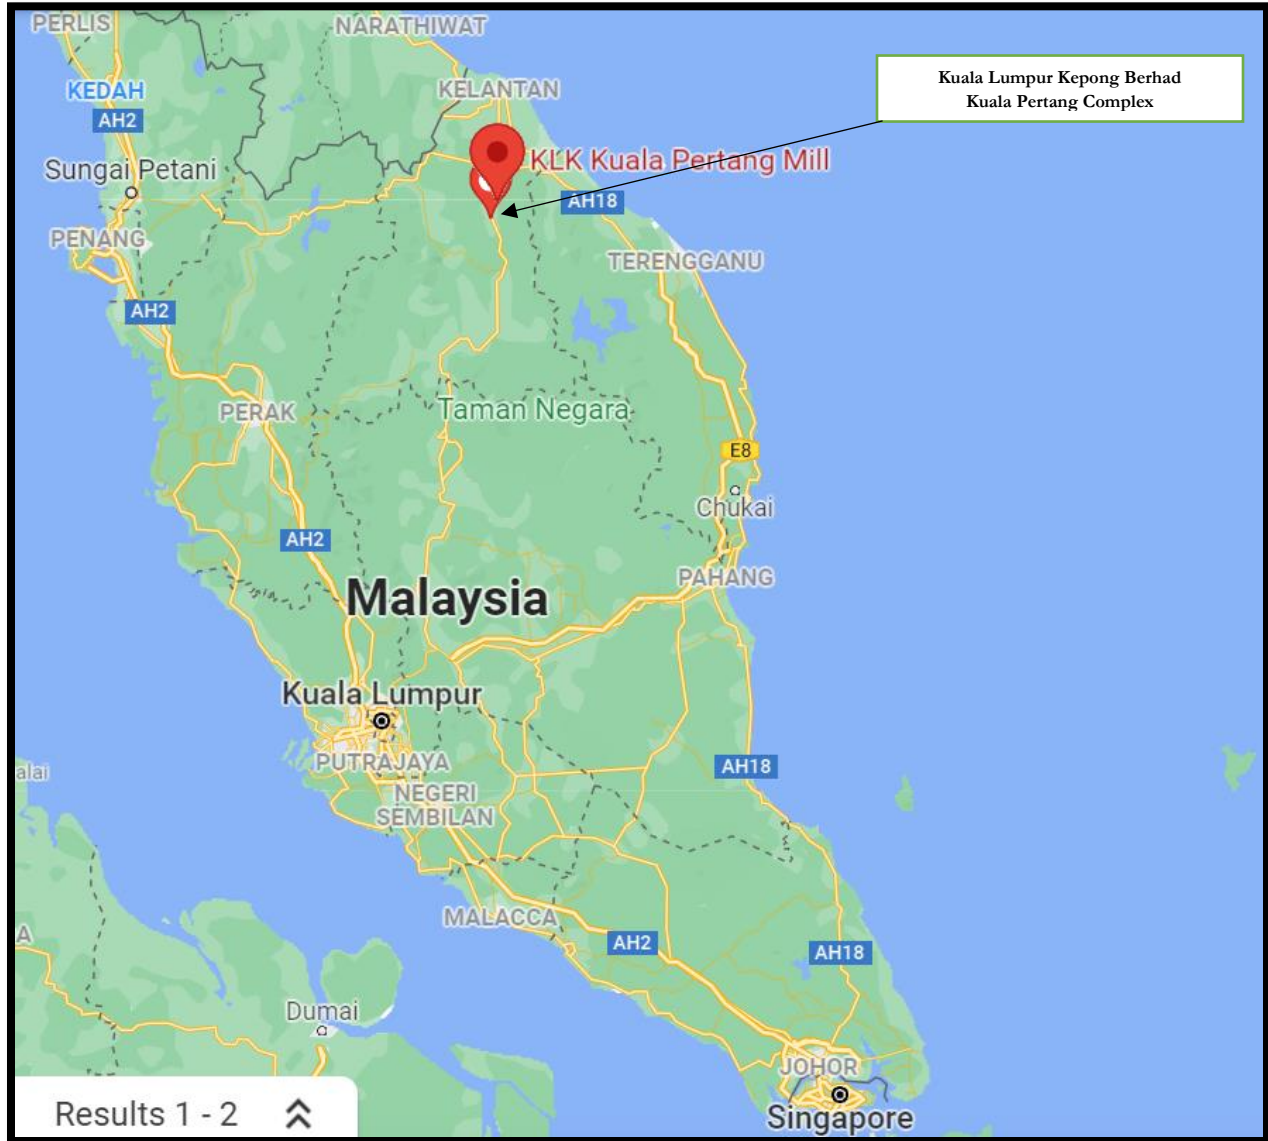 PERLIS
NARATHIWAT
Kuala Lumpur Kepong Berhad
Kuala Pertang Complex
KEDAH
KELANTAN
AH2
KLK Kuala Pertang Mill
Sungai Petani
AH18
PENANG
TERENGGANU
AH2
PERAK
Taman Negara
E8
Chukai
AH2
PAHANG
Malaysia
Kuala Lumpur
PUTRAJAYA
AH18
alai
NEGERI
SEMBILAN
MALACCA
A
AH2
AH18
Dumai
JOHOR
Results 1 - 2
Singapore